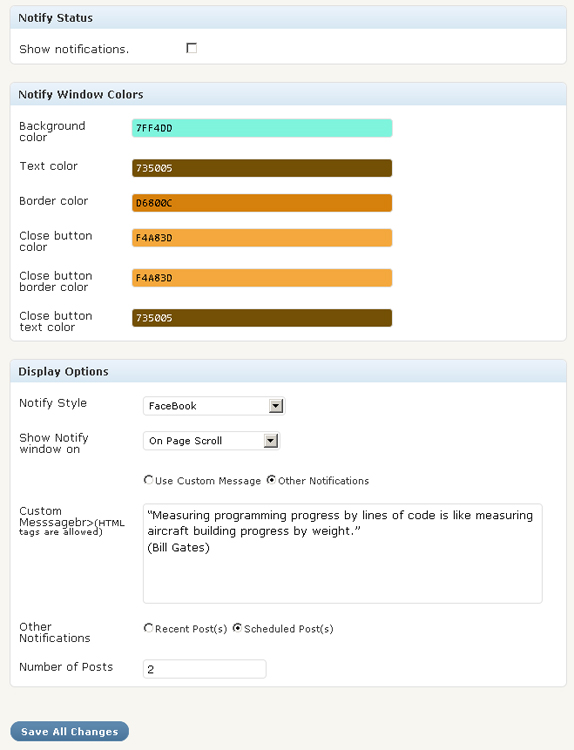 Notify Status
Show notifications.
Notify Window Colors
Background
color
7FF4DD
Text color
735005
Border color
D6800C
Close button
color
F4A83D
Close button
border color
F4A83D
Close button
text color
735005
Display Options
Notify Style
FaceBook
Show Notify
window on
On Page Scroll
Use Custom Message Other Notifications
Custom
Messsagebr>(HTML
tags are allowed)
“Measuring programming progress by lines of code is like measuring
aircraft building progress by weight.”
(Bill Gates)
Other
Notifications
Recent Post(s) Scheduled Post(s)
Number of Posts
2
Save All Changes